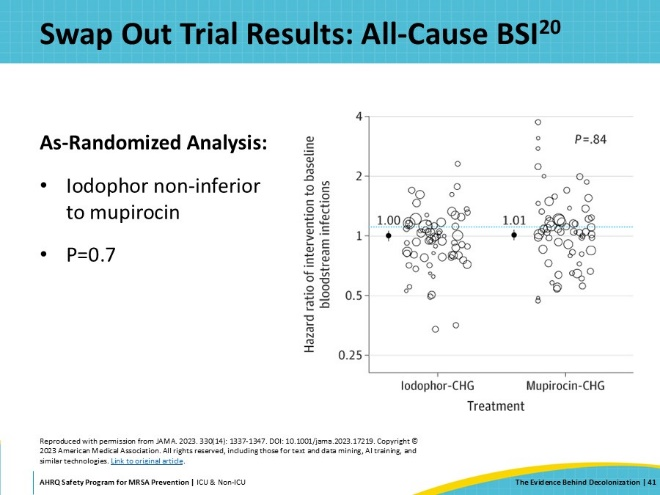 Swap Out Trial Results: All-Cause BSI20
As-Randomized Analysis:
• Iodophor non-inferior
to mupirocin
• P=0.7
Hazard ratio of intervention to baseline
bloodstream infections
4
2
1
0.5
0.25
P=.84
1.00
1.01
Iodophor-CHG
Mupirocin-CHG
Treatment
Reproduced with permission from JAMA. 2023. 330(14): 1337-1347. DOI: 10.1001/jama.2023.17219. Copyright ©
2023 American Medical Association. All rights reserved, including those for text and data mining, AI training, and
similar technologies. Link to original article.
AHRQ Safety Program for MRSA Prevention | ICU & Non-ICU
The Evidence Behind Decolonization | 41